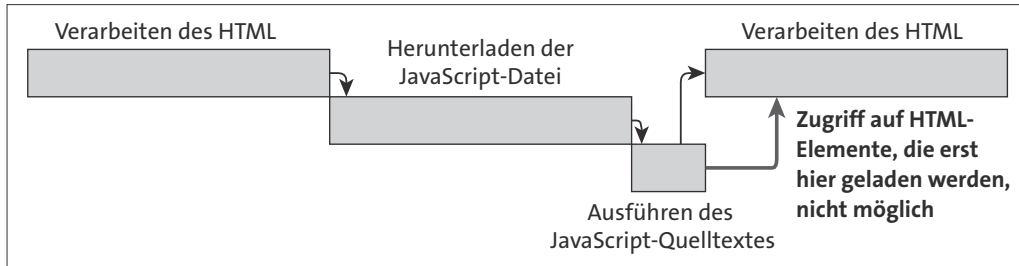 Verarbeiten des HTML
Herunterladen der
JavaScript-Datei
Ausführen des
JavaScript-Quelltextes
Verarbeiten des HTML
Zugriff auf HTML-
Elemente, die erst
hier geladen werden,
nicht möglich